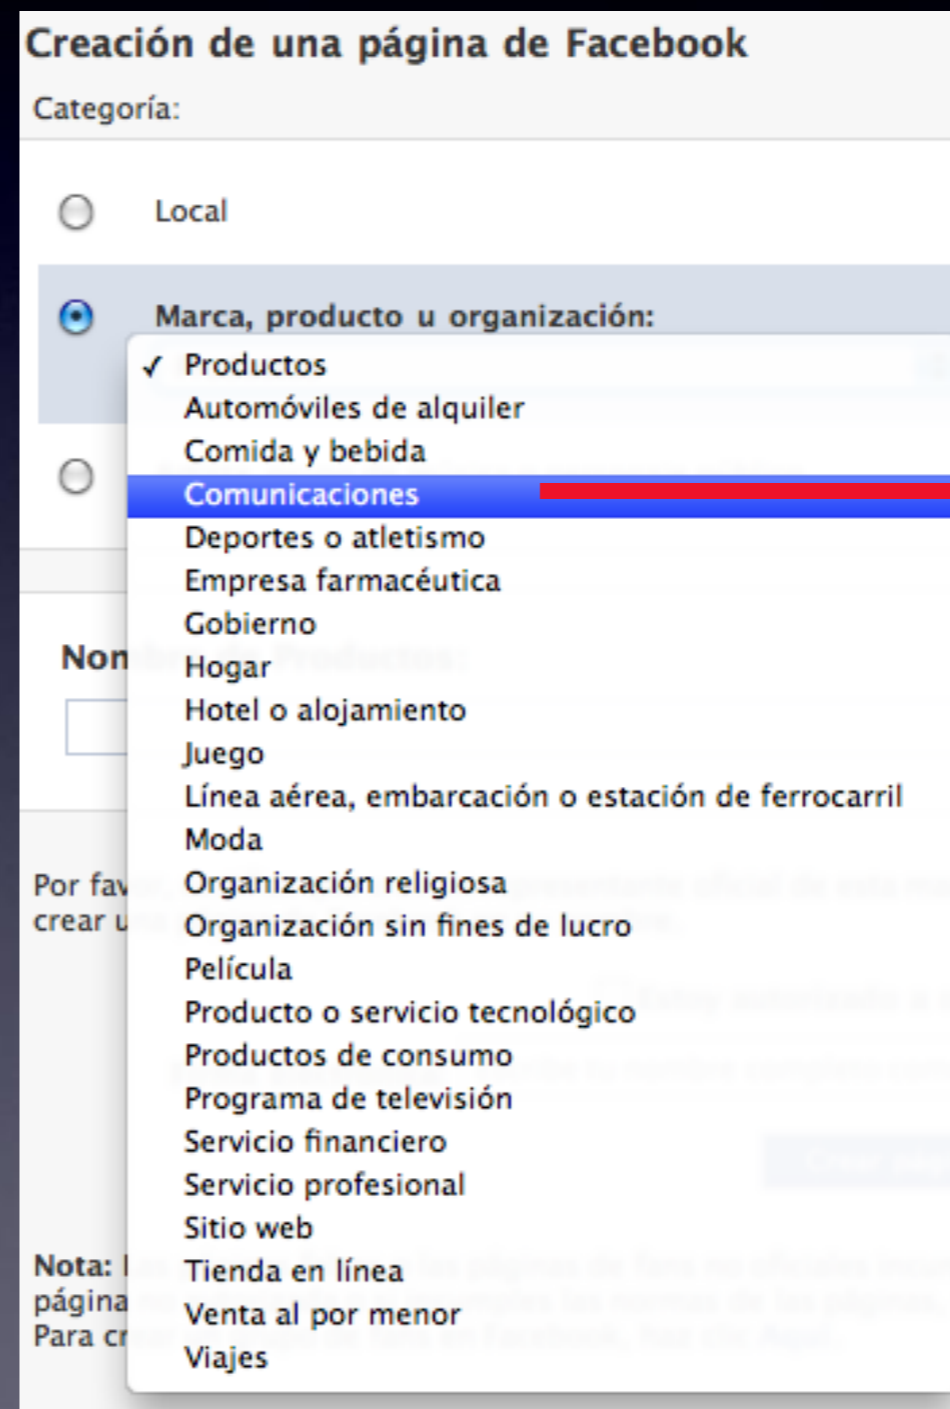 Creación de una página de Facebook
Categoría:
Local
Marca, producto u organización:
✓ Productos
Automóviles de alquiler
Comida y bebida
Comunicaciones
Deportes o atletismo
Empresa farmacéutica
Gobierno
Nombre de Productos:
Hogar
Hotel o alojamiento
Juego
Línea aérea, embarcación o estación de ferrocarril
Moda
Por
Organización religiosa
crear
Organización sin fines de lucro
Película
Producto o servicio tecnológico
Productos de consumo
Programa de televisión
Servicio financiero
Servicio profesional
Sitio web
Nota:
Tienda en línea
página
Venta al por menor
Para
Viajes